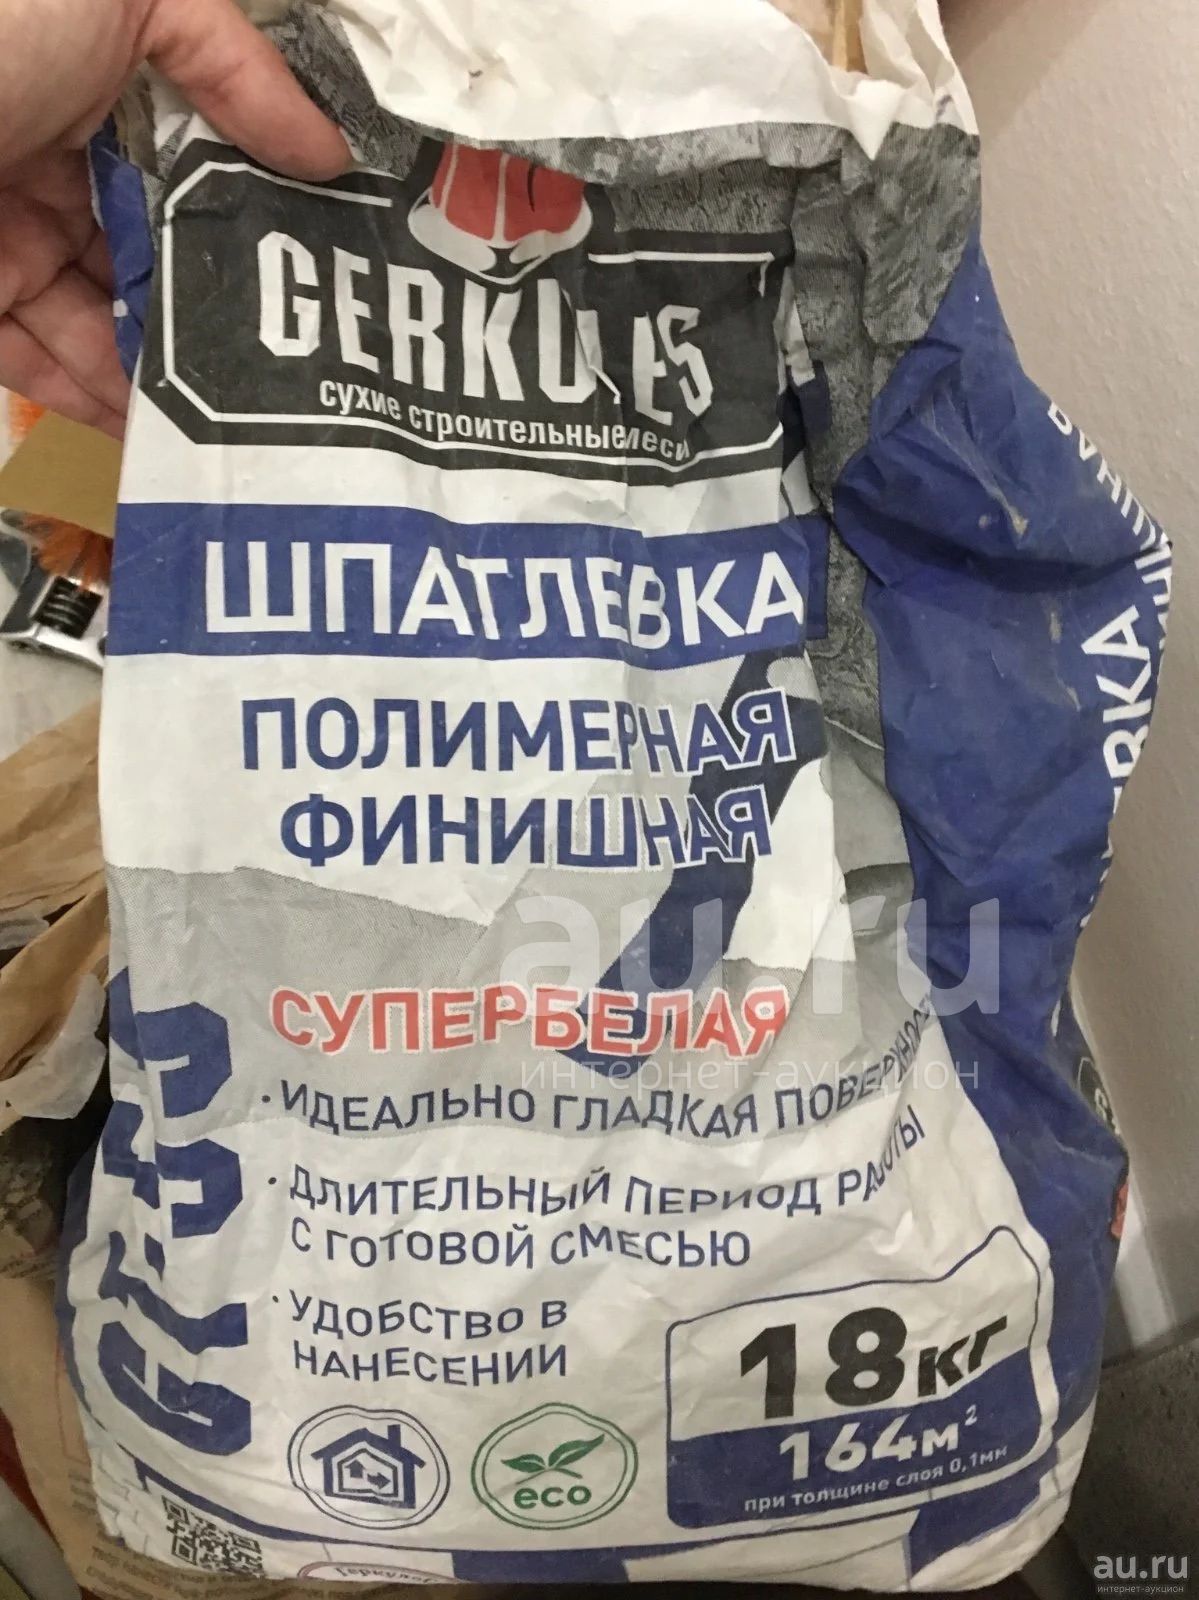 GERKULES
сухие строительные смеси
ШПАТЛЕВКА
ПОЛИМЕРНАЯ
ФИНИШНАЯ
СУПЕРБЕЛАЯ
· ИДЕАЛЬНО ГЛАДКАЯ ПОВЕРХНОСТЬ
· ДЛИТЕЛЬНЫЙ ПЕРИОД РАБОТЫ
С ГОТОВОЙ СМЕСЬЮ
· УДОБСТВО В
НАНЕСЕНИИ
eco
18кг
164м²
при толщине слоя 0,1мм
Геркулес
au.ru
интернет-аукцион
au.ru
интернет-аукцион